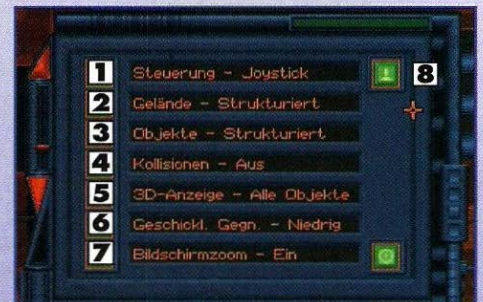 1 Steuerung - Joystick 8
2 Gelände - Strukturiert
3 Objekte - Strukturiert
4 Kollisionen - Aus
5 3D-Anzeige - Alle Objekte
6 Geschickl. Gegn. - Niedrig
7 Bildschirmzoom - Ein